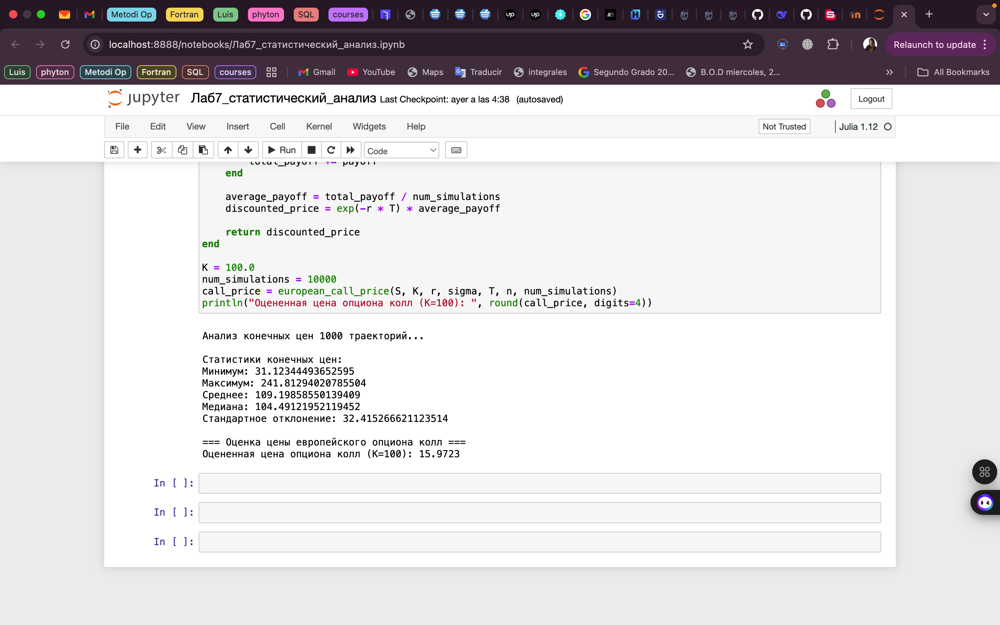 Metodi Op Fortran Luis phyton SQL courses
localhost:8888/notebooks/Лаб7_статистический_анализ.ipynb Relaunch to update
Luis phyton Metodi Op Fortran SQL courses Gmail YouTube Maps Traducir integrales Segundo Grado 20... B.O.D miercoles, 2... » All Bookmarks
jupyter Лаб7_статистический_анализ Last Checkpoint: ayer a las 4:38 (autosaved) Logout
File Edit View Insert Cell Kernel Widgets Help Not Trusted Julia 1.12
Run Code
total_payoff += payoff
end
average_payoff = total_payoff / num_simulations
discounted_price = exp(-r * T) * average_payoff
return discounted_price
end
K = 100.0
num_simulations = 10000
call_price = european_call_price(S, K, r, sigma, T, n, num_simulations)
println("Оцененная цена опциона колл (K=100): ", round(call_price, digits=4))
Анализ конечных цен 1000 траекторий...
Статистики конечных цен:
Минимум: 31.12344493652595
Максимум: 241.81294020785504
Среднее: 109.19858550139409
Медиана: 104.49121952119452
Стандартное отклонение: 32.415266621123514
=== Оценка цены европейского опциона колл ===
Оцененная цена опциона колл (K=100): 15.9723
In [ ]:
In [ ]:
In [ ]: